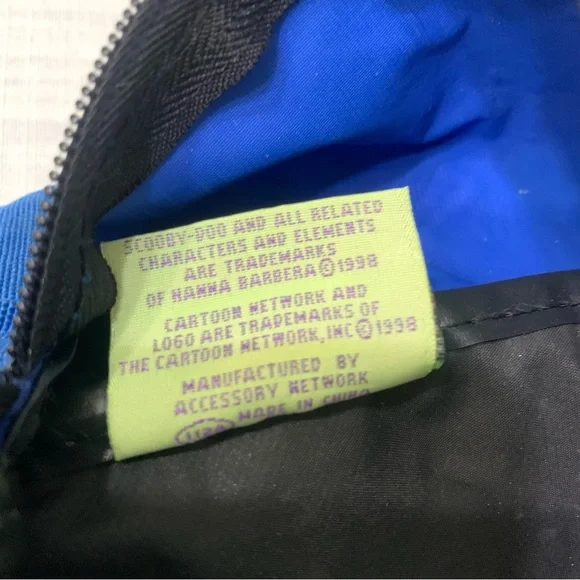 SCOOBY-DOO AND ALL RELATED
CHARACTERS AND ELEMENTS
ARE TRADEMARKS
OF HANNA BARBERA © 1998
CARTOON NETWORK AND
LOGO ARE TRADEMARKS OF
THE CARTOON NETWORK, INC © 1998
MANUFACTURED BY
ACCESSORY NETWORK
MADE IN CHINA